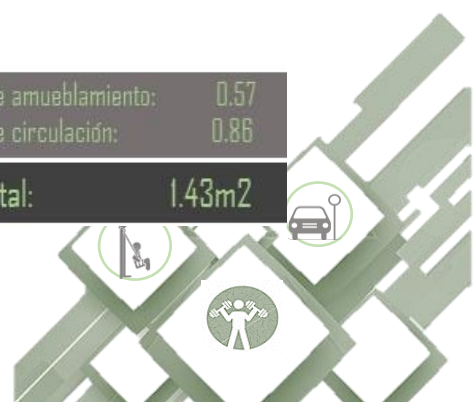 e amueblamiento: 0.57
e circulación: 0.86
tal: 1.43m2